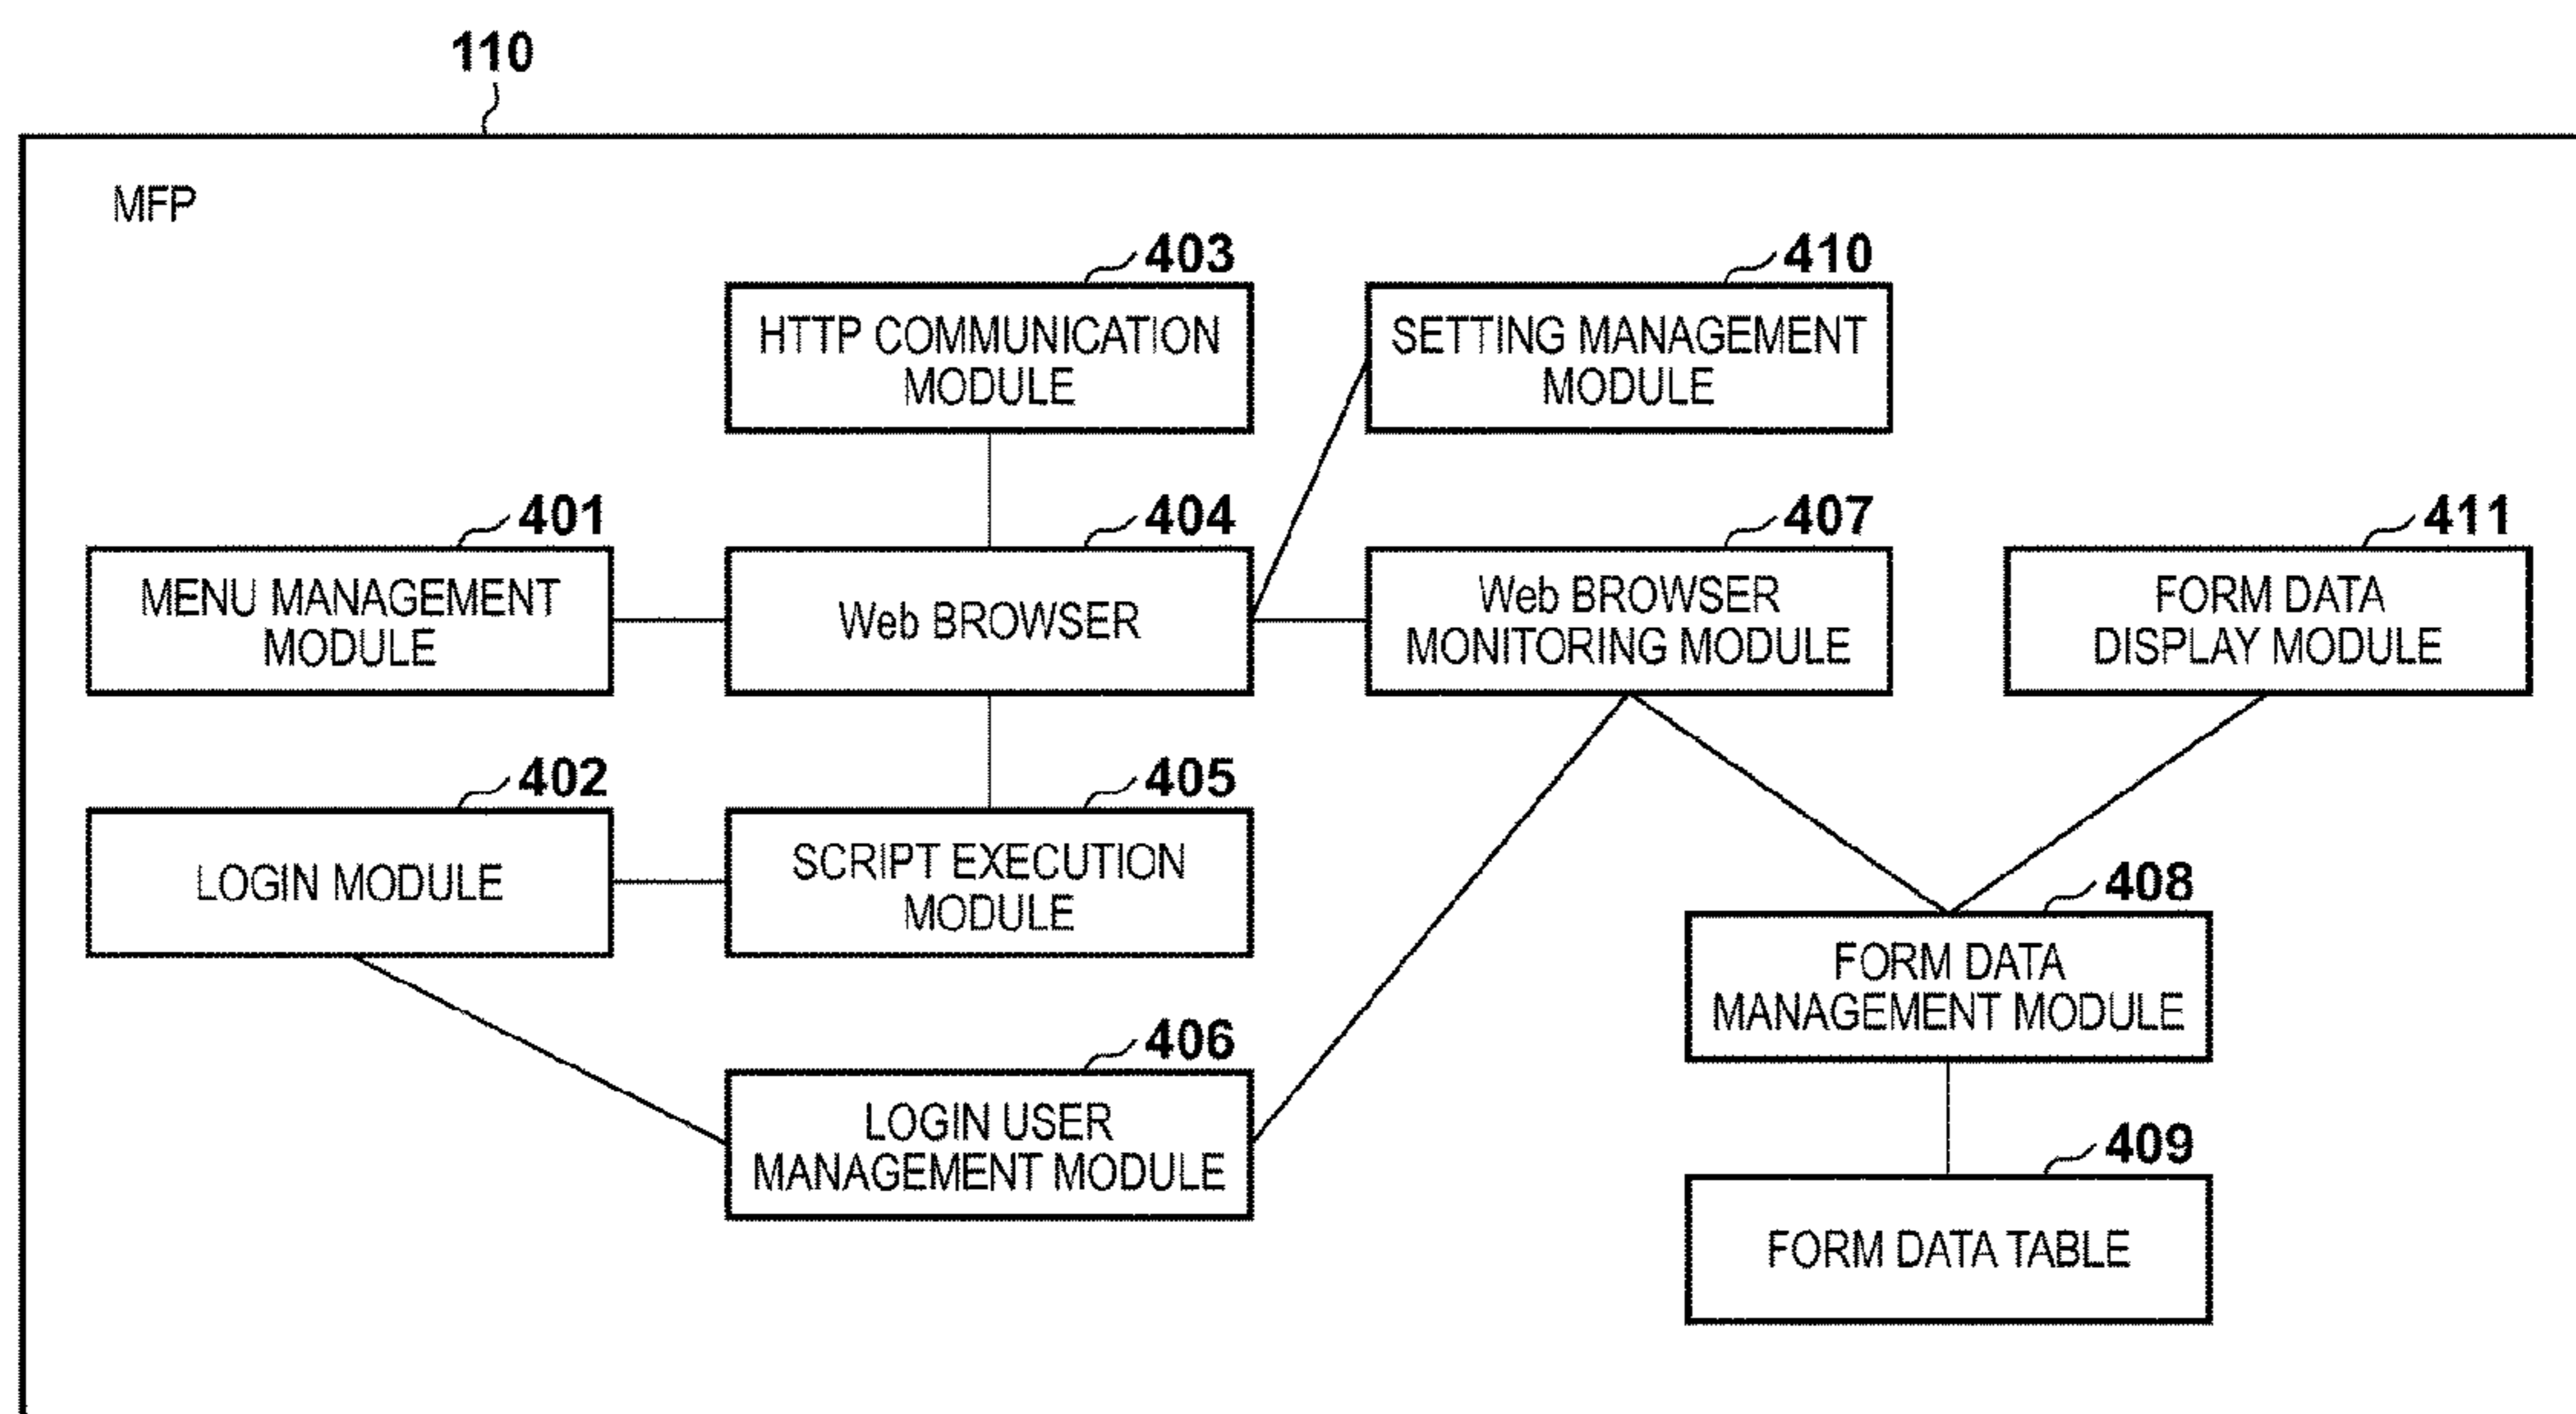 110
MFP
403
HTTP COMMUNICATION
MODULE
410
SETTING MANAGEMENT
MODULE
401
MENU MANAGEMENT
MODULE
404
Web BROWSER
407
Web BROWSER
MONITORING MODULE
411
FORM DATA
DISPLAY MODULE
402
LOGIN MODULE
405
SCRIPT EXECUTION
MODULE
408
FORM DATA
MANAGEMENT MODULE
406
LOGIN USER
MANAGEMENT MODULE
409
FORM DATA TABLE